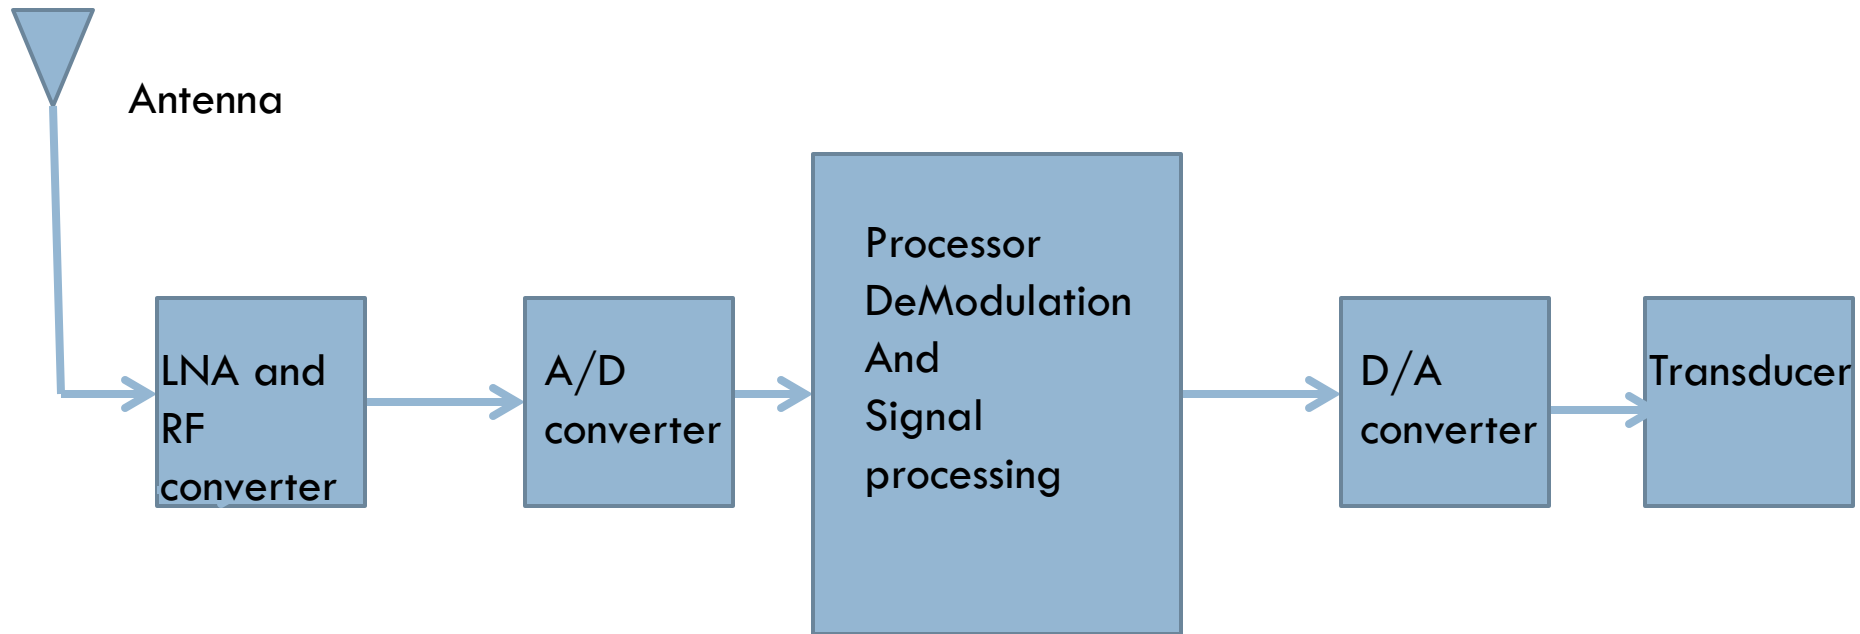 Antenna
LNA and
RF
converter
A/D
converter
Processor
DeModulation
And
Signal
processing
D/A
converter
Transducer